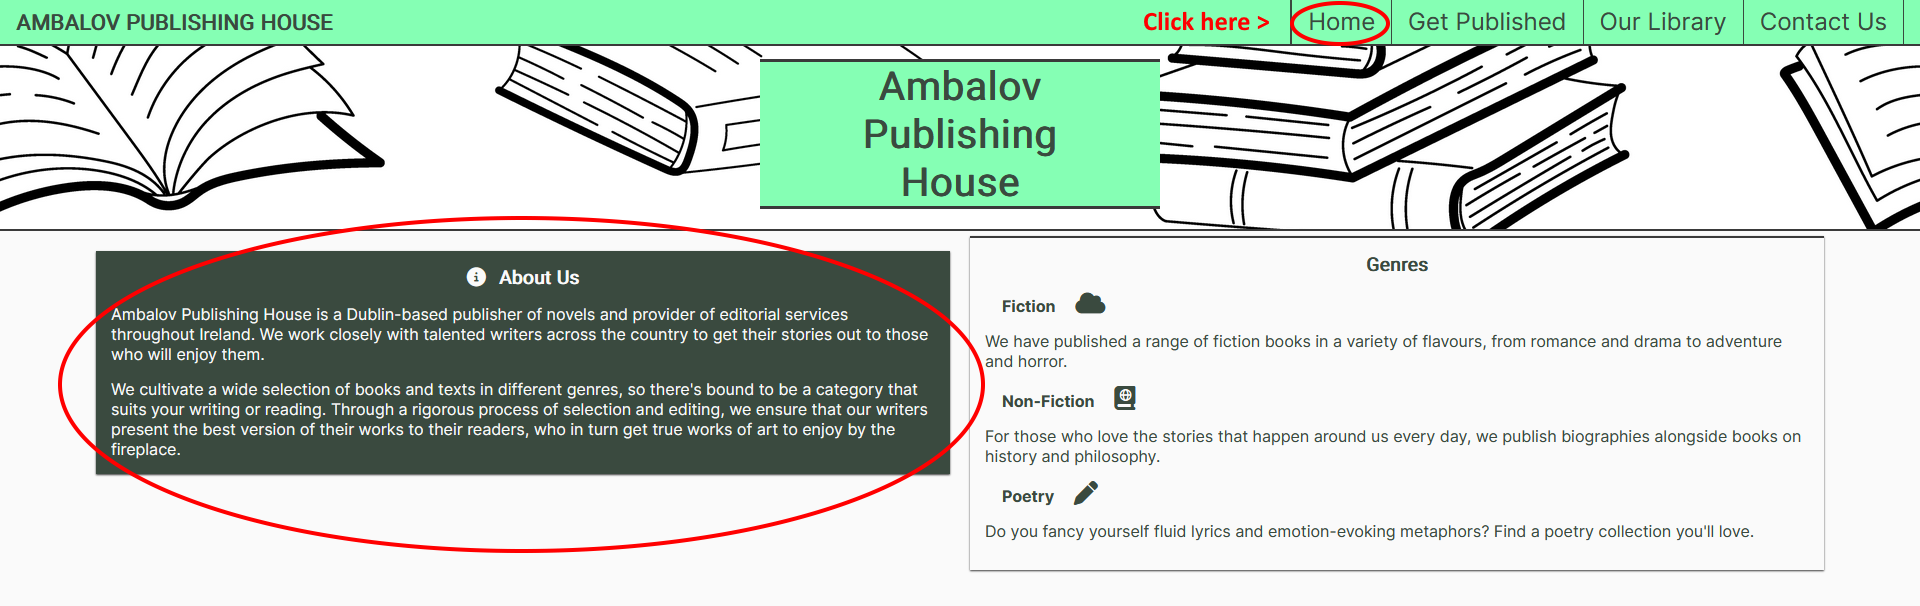 AMBALOV PUBLISHING HOUSE
Click here >
Home
Get Published
Our Library
Contact Us
Ambalov
Publishing
House
About Us
Ambalov Publishing House is a Dublin-based publisher of novels and provider of editorial services
throughout Ireland. We work closely with talented writers across the country to get their stories out to those
who will enjoy them.
We cultivate a wide selection of books and texts in different genres, so there's bound to be a category that
suits your writing or reading. Through a rigorous process of selection and editing, we ensure that our writers
present the best version of their works to their readers, who in turn get true works of art to enjoy by the
fireplace.
Genres
Fiction
We have published a range of fiction books in a variety of flavours, from romance and drama to adventure
and horror.
Non-Fiction
For those who love the stories that happen around us every day, we publish biographies alongside books on
history and philosophy.
Poetry
Do you fancy yourself fluid lyrics and emotion-evoking metaphors? Find a poetry collection you'll love.